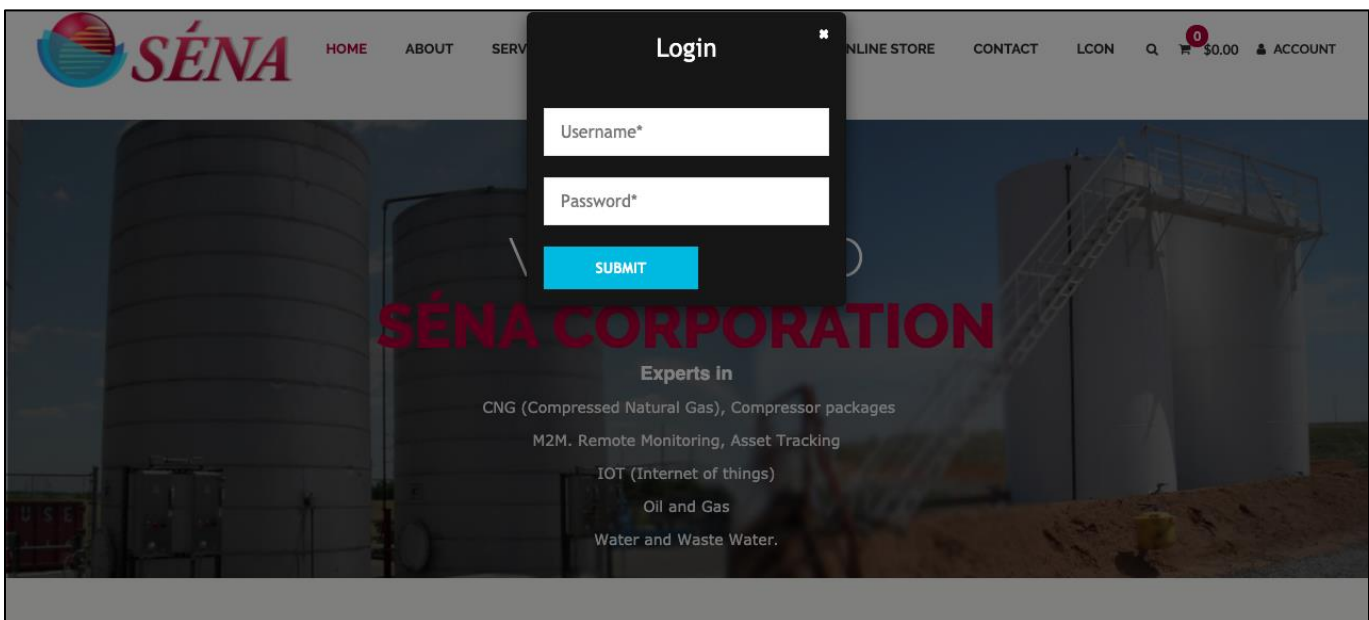 SÉNA
HOME ABOUT SERV NLINE STORE CONTACT LCON 0 $0.00 ACCOUNT
Login
Username*
Password*
SUBMIT
SÉNA CORPORATION
Experts in
CNG (Compressed Natural Gas), Compressor packages
M2M. Remote Monitoring, Asset Tracking
IOT (Internet of things)
Oil and Gas
Water and Waste Water.